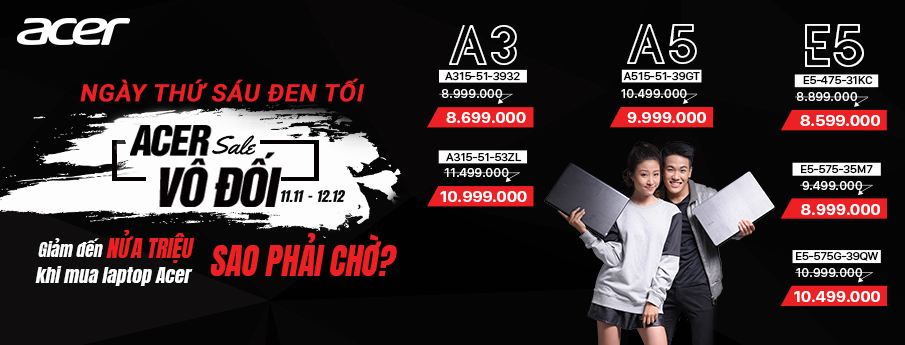 acer
NGÀY THỨ SÁU ĐEN TỐI
ACER Sale
VÔ ĐỐI
11.11 - 12.12
Giảm đến NỬA TRIỆU
khi mua laptop Acer
SAO PHẢI CHỜ?
A3
A315-51-3932
8.999.000
8.699.000
A315-51-53ZL
11.499.000
10.999.000
A5
A515-51-39GT
10.499.000
9.999.000
E5
E5-475-31KC
8.899.000
8.599.000
E5-575-35M7
9.499.000
8.999.000
E5-575G-39QW
10.999.000
10.499.000